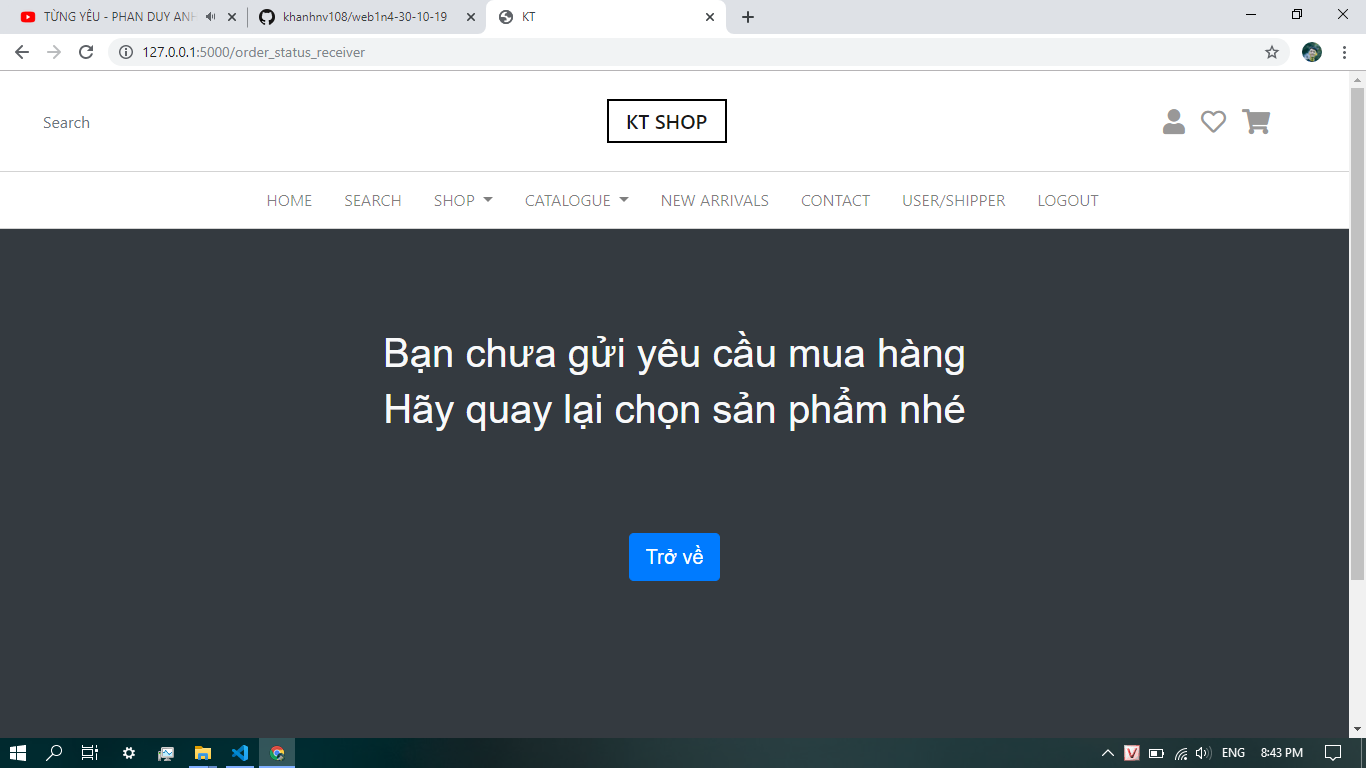 TỪNG YÊU - PHAN DUY ANH
khanhnv108/web1n4-30-10-19
KT
127.0.0.1:5000/order_status_receiver
Search
KT SHOP
HOME
SEARCH
SHOP
CATALOGUE
NEW ARRIVALS
CONTACT
USER/SHIPPER
LOGOUT
Bạn chưa gửi yêu cầu mua hàng
Hãy quay lại chọn sản phẩm nhé
Trở về
V
ENG
8:43 PM